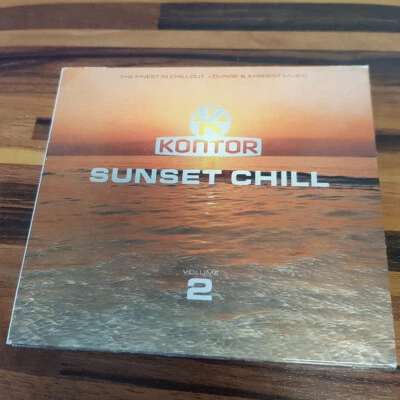 THE FINEST IN CHILLOUT, LOUNGE & AMBIENT MUSIC
K
KONTOR
SUNSET CHILL
VOLUME
2